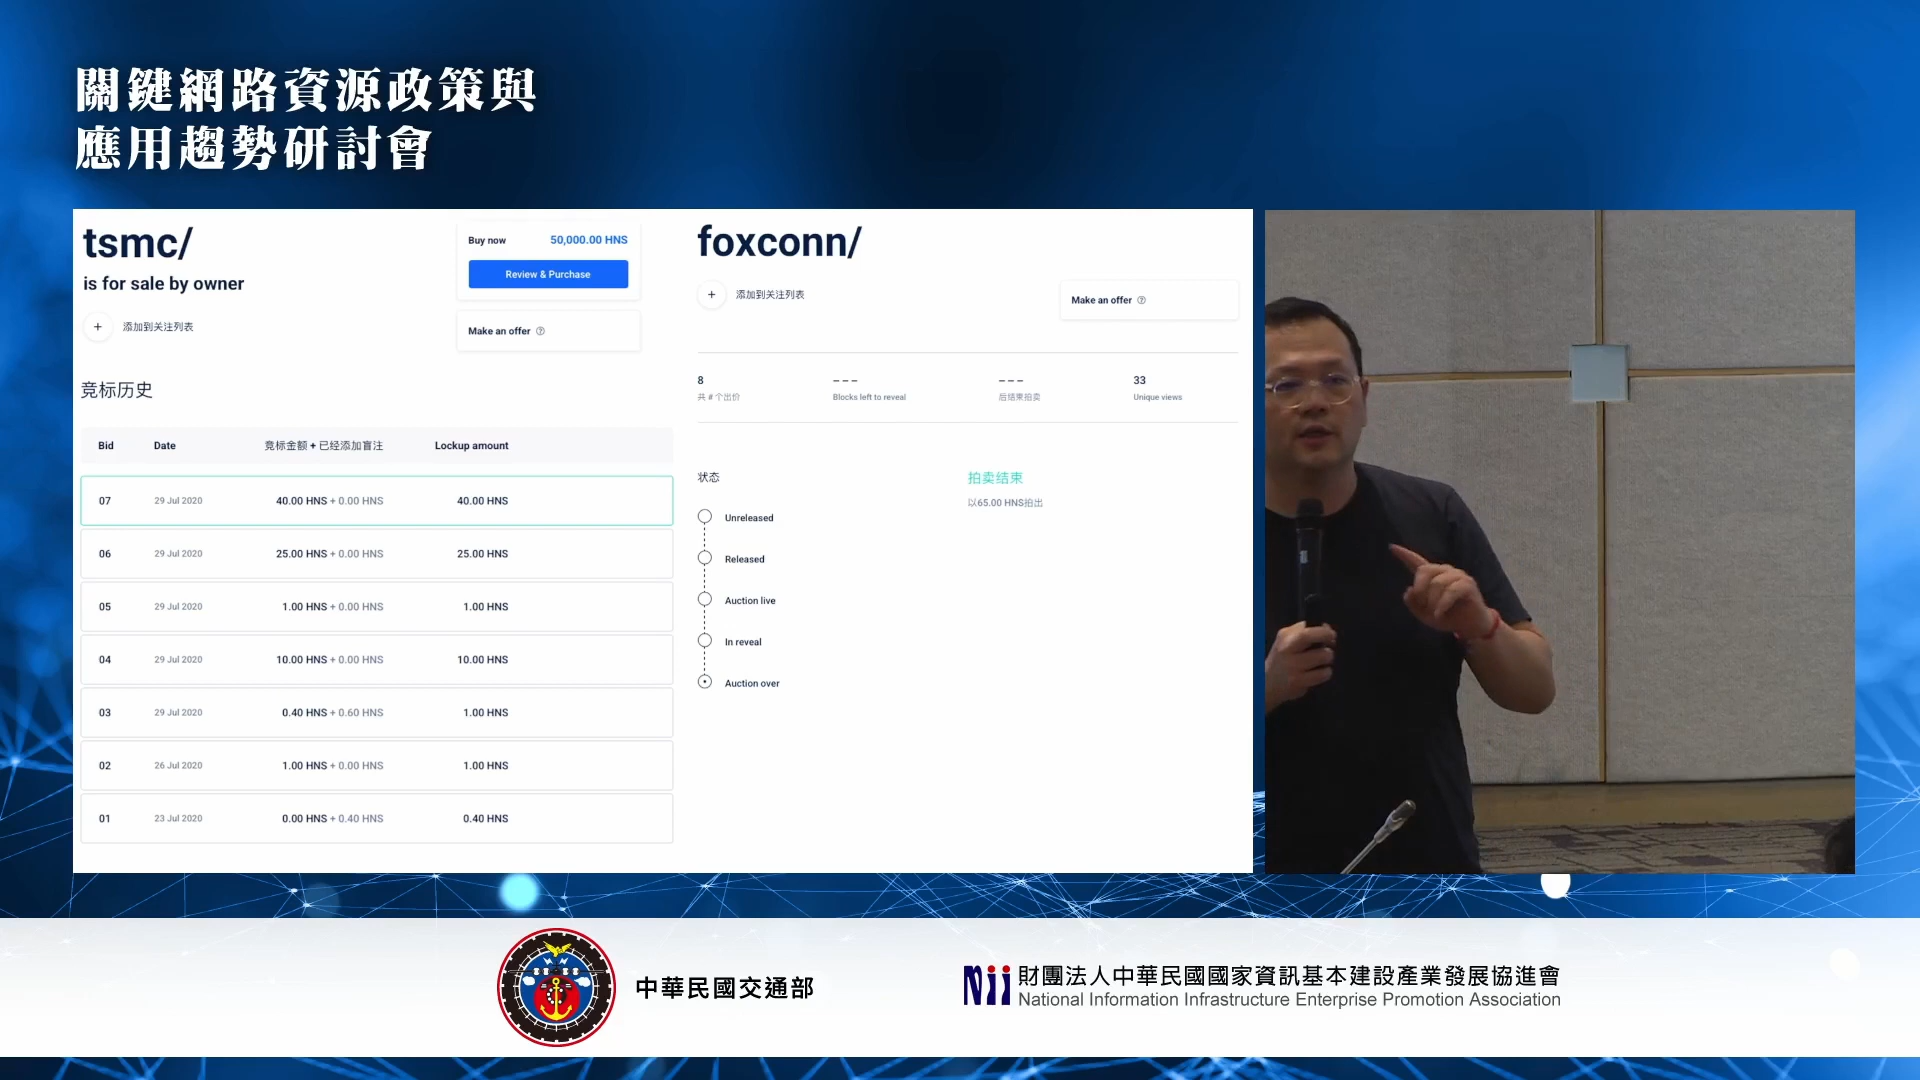 關鍵網路資源政策與
應用趨勢研討會
tsmc/
is for sale by owner
+ 添加到关注列表
Buy now 50,000.00 HNS
Review & Purchase
Make an offer ?
竞标历史
Bid Date 竞标金额 + 已经添加盲注 Lockup amount
07 29 Jul 2020 40.00 HNS + 0.00 HNS 40.00 HNS
06 29 Jul 2020 25.00 HNS + 0.00 HNS 25.00 HNS
05 29 Jul 2020 1.00 HNS + 0.00 HNS 1.00 HNS
04 29 Jul 2020 10.00 HNS + 0.00 HNS 10.00 HNS
03 29 Jul 2020 0.40 HNS + 0.60 HNS 1.00 HNS
02 26 Jul 2020 1.00 HNS + 0.00 HNS 1.00 HNS
01 23 Jul 2020 0.00 HNS + 0.40 HNS 0.40 HNS
foxconn/
+ 添加到关注列表
Make an offer ?
8 --- --- 33
共 # 个出价 Blocks left to reveal 后结束拍卖 Unique views
状态
拍卖结束
以65.00 HNS拍出
Unreleased
Released
Auction live
In reveal
Auction over
中華民國交通部
nii 財團法人中華民國國家資訊基本建設產業發展協進會
National Information Infrastructure Enterprise Promotion Association